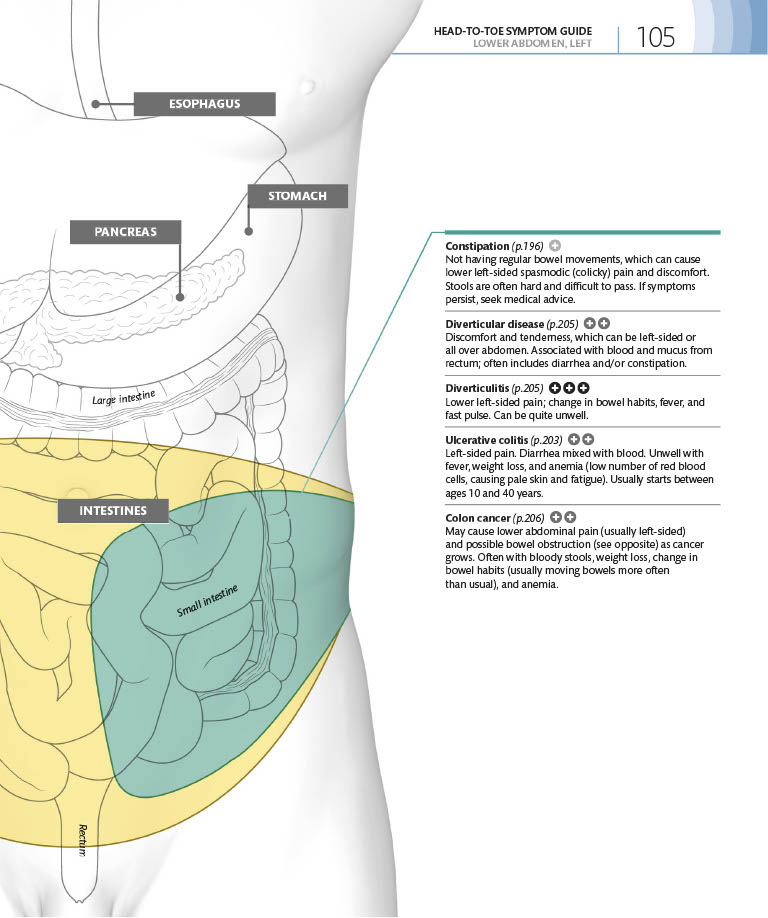 HEAD-TO-TOE SYMPTOM GUIDE
LOWER ABDOMEN, LEFT
105
ESOPHAGUS
STOMACH
PANCREAS
Large intestine
INTESTINES
Small intestine
Rectum
Constipation (p.196)
Not having regular bowel movements, which can cause
lower left-sided spasmodic (colicky) pain and discomfort.
Stools are often hard and difficult to pass. If symptoms
persist, seek medical advice.
Diverticular disease (p.205)
Discomfort and tenderness, which can be left-sided or
all over abdomen. Associated with blood and mucus from
rectum; often includes diarrhea and/or constipation.
Diverticulitis (p.205)
Lower left-sided pain; change in bowel habits, fever, and
fast pulse. Can be quite unwell.
Ulcerative colitis (p.203)
Left-sided pain. Diarrhea mixed with blood. Unwell with
fever, weight loss, and anemia (low number of red blood
cells, causing pale skin and fatigue). Usually starts between
ages 10 and 40 years.
Colon cancer (p.206)
May cause lower abdominal pain (usually left-sided)
and possible bowel obstruction (see opposite) as cancer
grows. Often with bloody stools, weight loss, change in
bowel habits (usually moving bowels more often
than usual), and anemia.